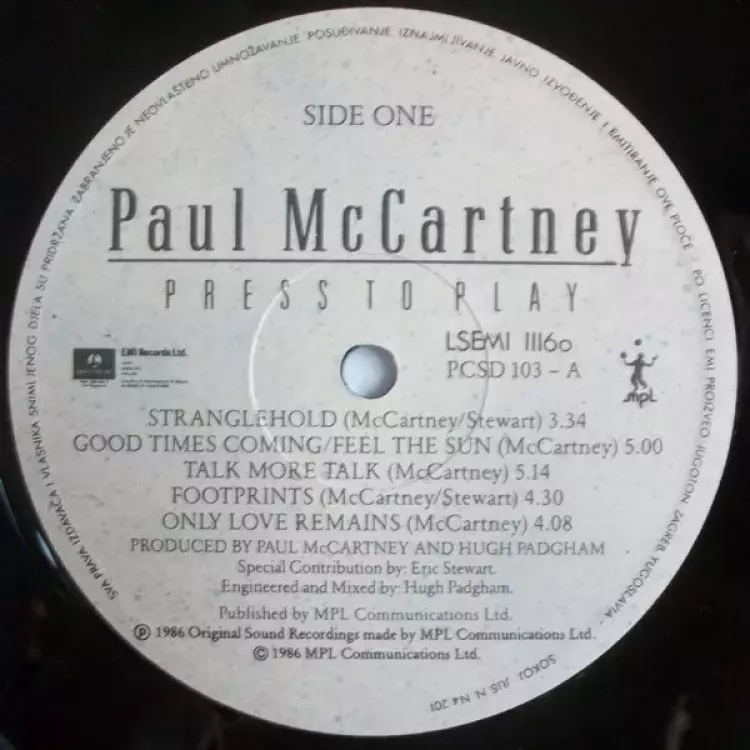 SVA PRAVA IZDAVAČA I VLASNIKA SNIMLJENOG DJELA SU PRIDRŽANA ZABRANJENO JE NEOVLAŠTENO UMNOŽAVANJE POSUĐIVANJE IZNAJMLJIVANJE JAVNO IZVOĐENJE I EMITIRANJE OVE PLOČE - PO LICENCI EMI PROIZVEO JUGOTON ZAGREB YUGOSLAVIA -
SOKOJ JUS N. N4 201
SIDE ONE
Paul McCartney
PRESS TO PLAY
EMI Records Ltd.
LSEMI 11160
PCSD 103 - A
MPL
STRANGLEHOLD (McCartney/Stewart) 3.34
GOOD TIMES COMING/FEEL THE SUN (McCartney) 5.00
TALK MORE TALK (McCartney) 5.14
FOOTPRINTS (McCartney/Stewart) 4.30
ONLY LOVE REMAINS (McCartney) 4.08
PRODUCED BY PAUL McCARTNEY AND HUGH PADGHAM
Special Contribution by: Eric Stewart.
Engineered and Mixed by: Hugh Padgham.
Published by MPL Communications Ltd.
℗ 1986 Original Sound Recordings made by MPL Communications Ltd.
© 1986 MPL Communications Ltd.